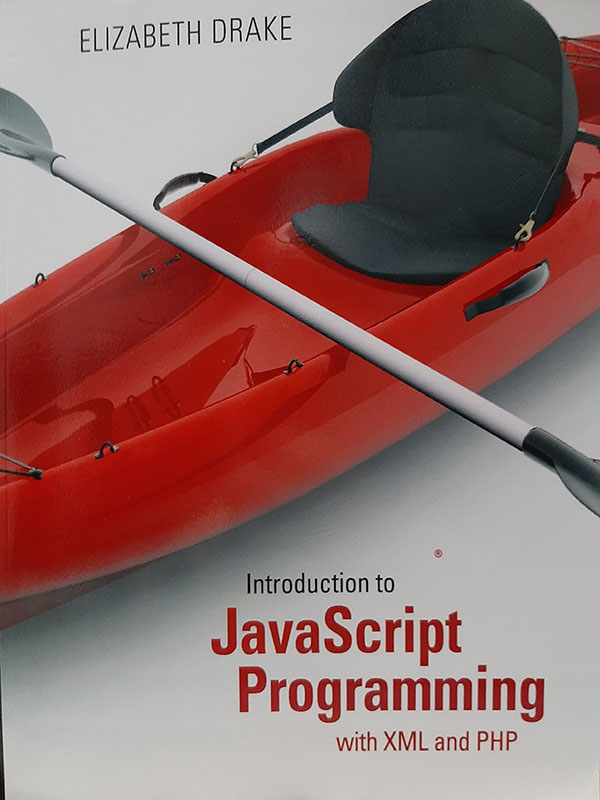 ELIZABETH DRAKE
®
Introduction to
JavaScript
Programming
with XML and PHP